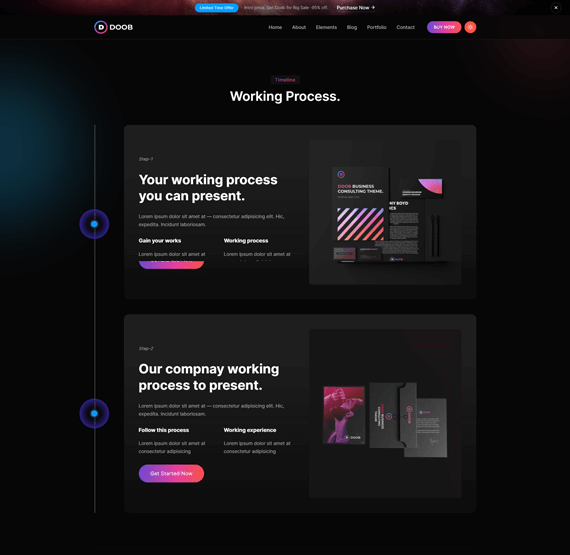 Limited Time Offer
Intro price. Get Doob for Big Sale -95% off.
Purchase Now
DOOB
Home
About
Elements
Blog
Portfolio
Contact
BUY NOW
Timeline
Working Process.
Step-1
Your working process
you can present.
Lorem ipsum dolor sit amet at — consectetur adipisicing elit. Hic,
expedita. Incidunt laboriosam.
Gain your works
Working process
Lorem ipsum dolor sit amet at
Lorem ipsum dolor sit amet at
DOOB BUSINESS
CONSULTING THEME.
Step-2
Our compnay working
process to present.
Lorem ipsum dolor sit amet at — consectetur adipisicing elit. Hic,
expedita. Incidunt laboriosam.
Follow this process
Working experience
Lorem ipsum dolor sit amet at
consectetur adipisicing
Lorem ipsum dolor sit amet at
consectetur adipisicing
Get Started Now
DOOB